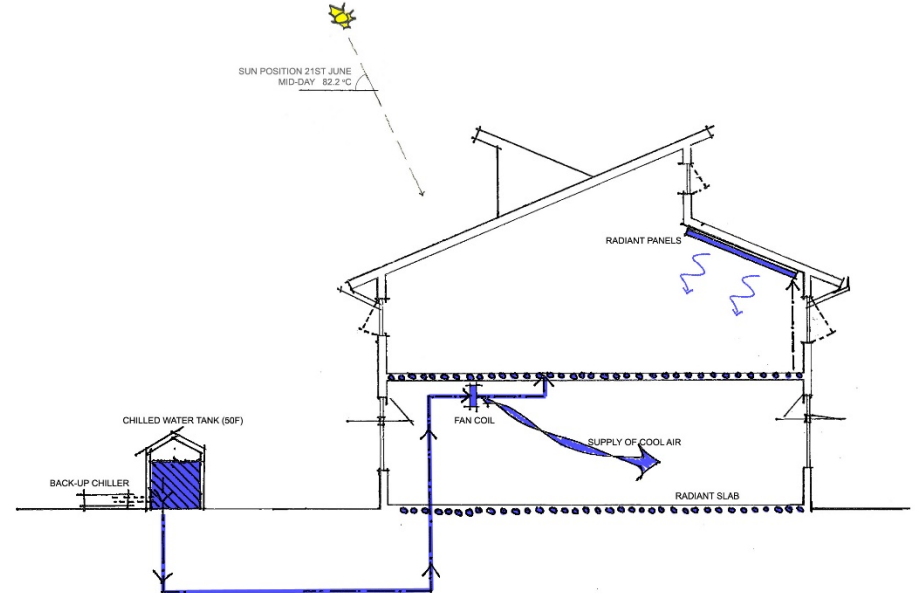 SUN POSITION 21ST JUNE
MID-DAY 82.2 ºC
RADIANT PANELS
CHILLED WATER TANK (50F)
FAN COIL
SUPPLY OF COOL AIR
BACK-UP CHILLER
RADIANT SLAB